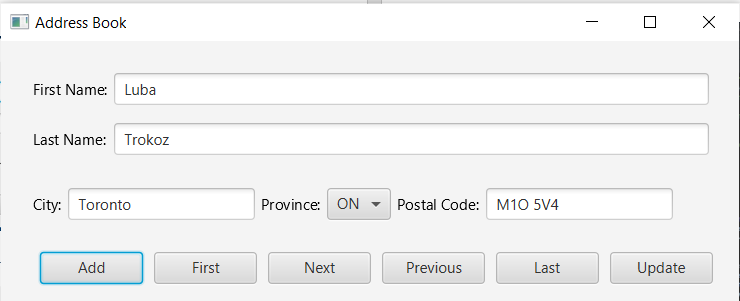 Address Book
First Name: Luba
Last Name: Trokoz
City: Toronto Province: ON Postal Code: M1O 5V4
Add First Next Previous Last Update